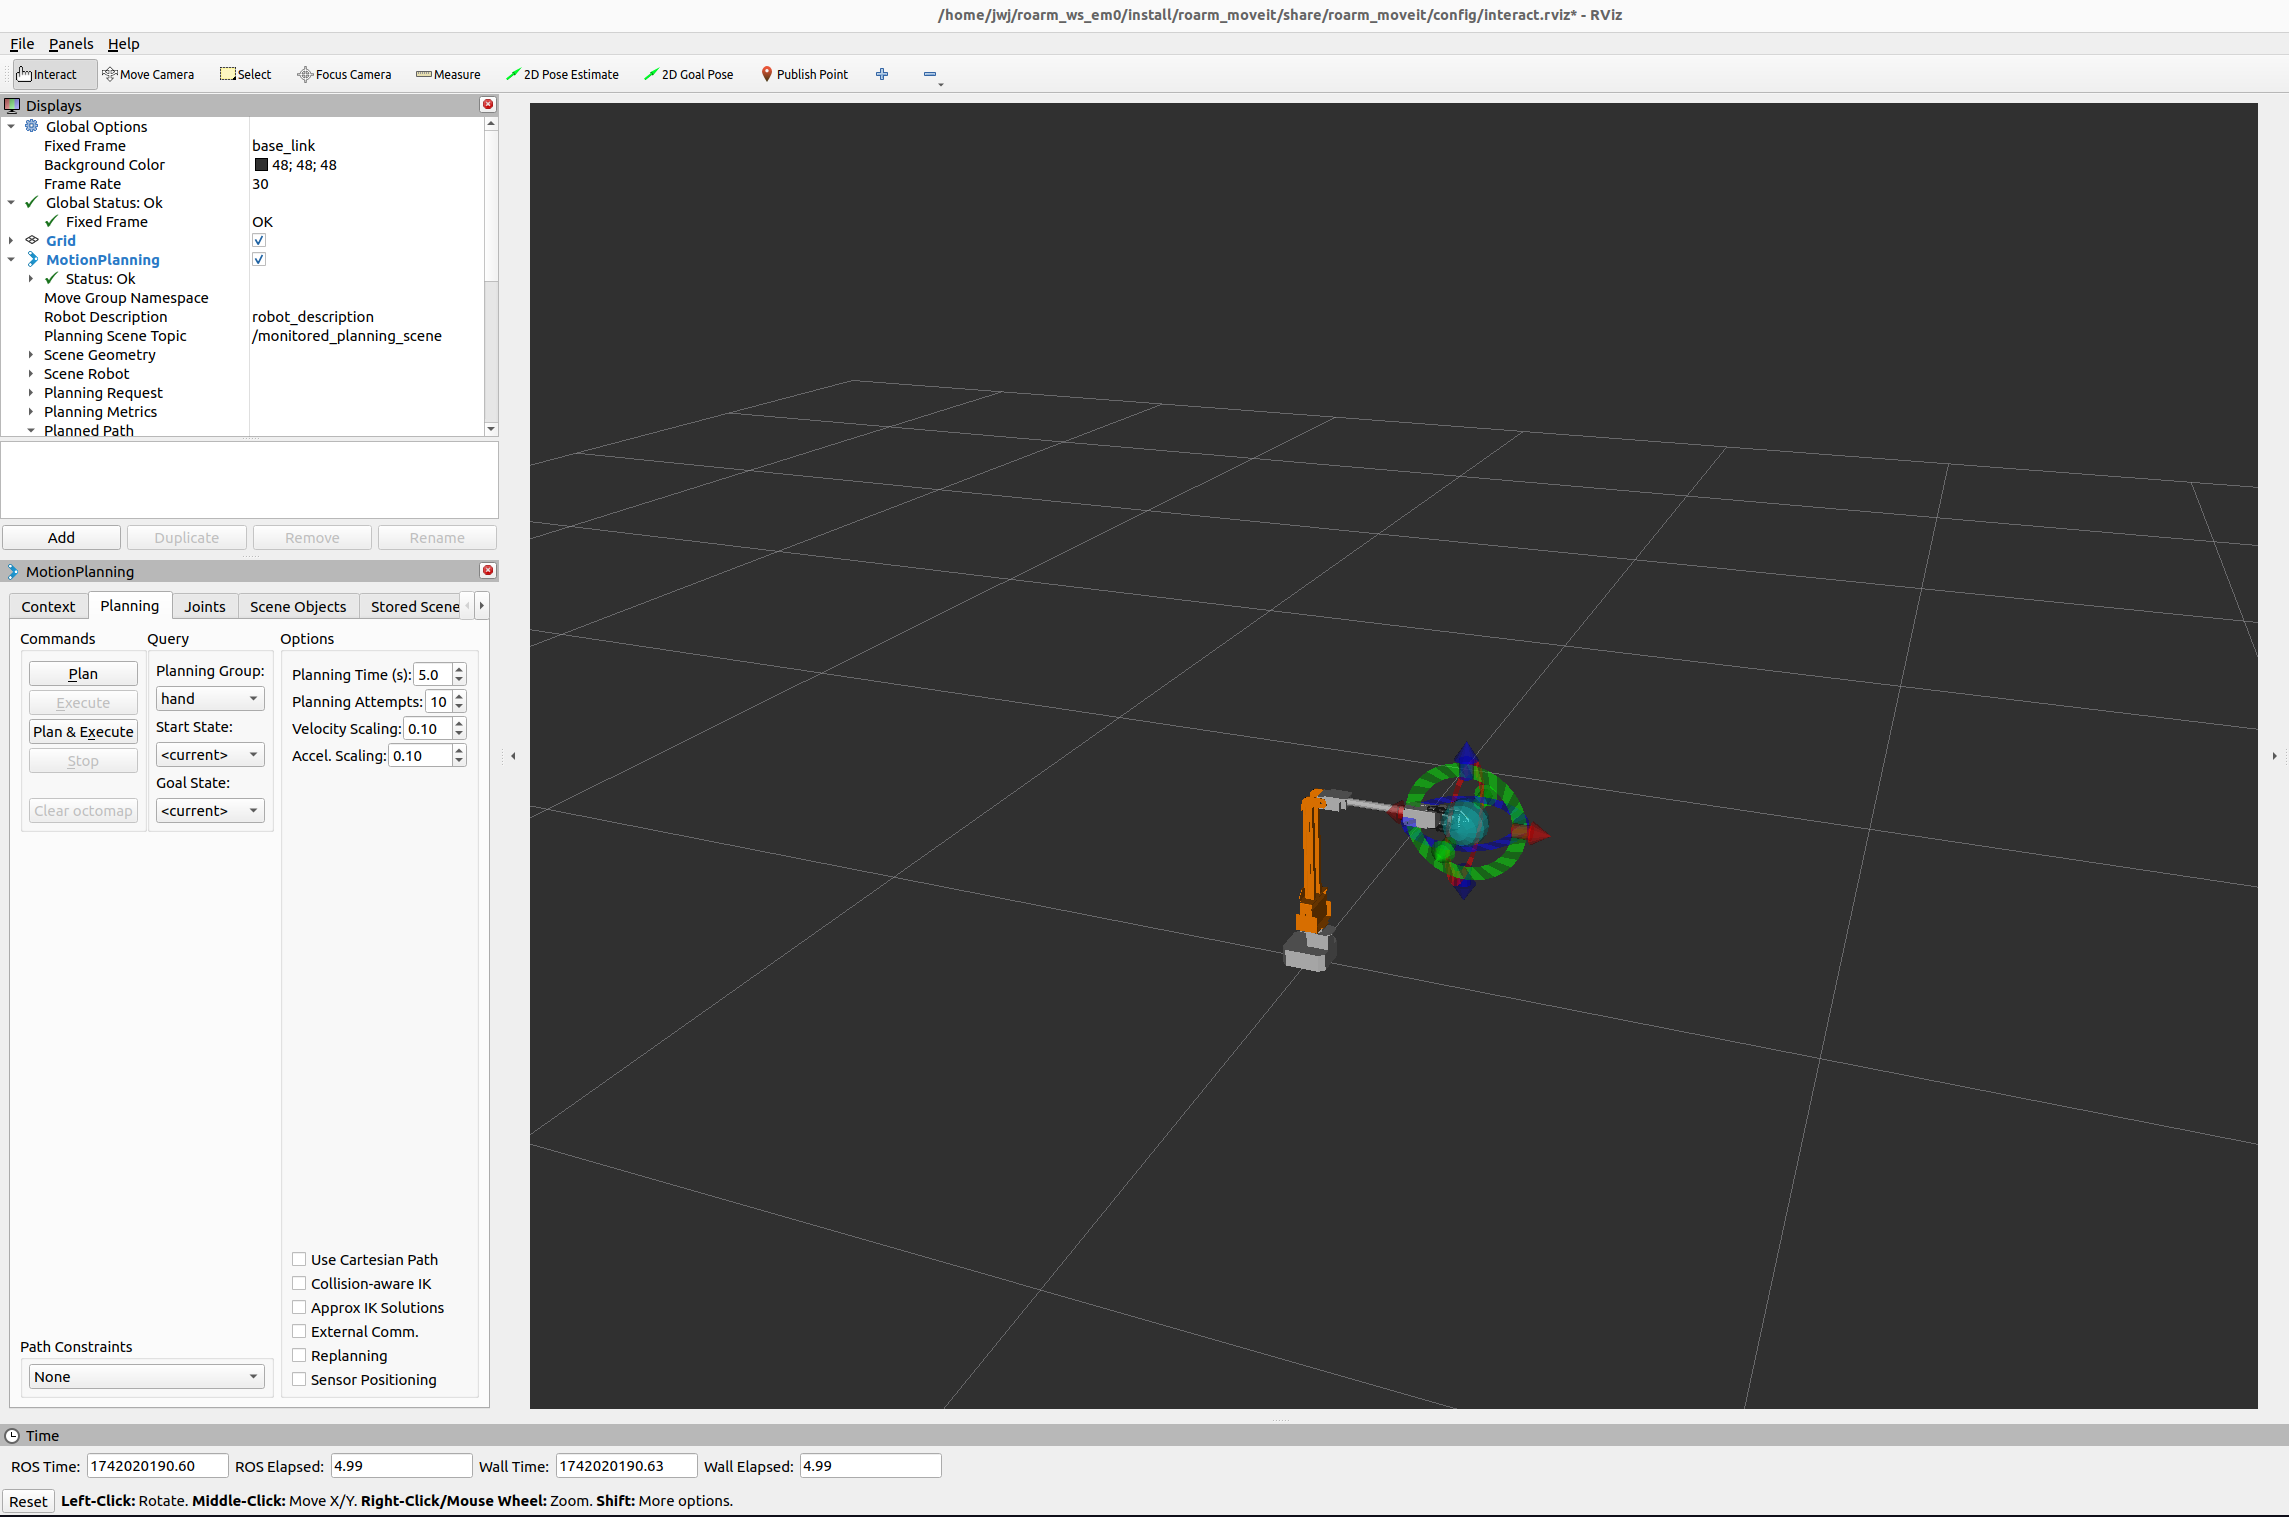 /home/jwj/roarm_ws_em0/install/roarm_moveit/share/roarm_moveit/config/interact.rviz* - RViz
File Panels Help
Interact Move Camera Select Focus Camera Measure 2D Pose Estimate 2D Goal Pose Publish Point
Displays
Global Options
Fixed Frame base_link
Background Color 48; 48; 48
Frame Rate 30
Global Status: Ok
Fixed Frame OK
Grid
MotionPlanning
Status: Ok
Move Group Namespace
Robot Description robot_description
Planning Scene Topic /monitored_planning_scene
Scene Geometry
Scene Robot
Planning Request
Planning Metrics
Planned Path
Add Duplicate Remove Rename
MotionPlanning
Context Planning Joints Scene Objects Stored Scene
Commands Query Options
Plan Planning Group: Planning Time (s): 5.0
Execute hand Planning Attempts: 10
Plan & Execute Start State: Velocity Scaling: 0.10
Stop <current> Accel. Scaling: 0.10
Goal State:
Clear octomap <current>
Use Cartesian Path
Collision-aware IK
Approx IK Solutions
External Comm.
Path Constraints Replanning
None Sensor Positioning
Time
ROS Time: 1742020190.60 ROS Elapsed: 4.99 Wall Time: 1742020190.63 Wall Elapsed: 4.99
Reset Left-Click: Rotate. Middle-Click: Move X/Y. Right-Click/Mouse Wheel: Zoom. Shift: More options.